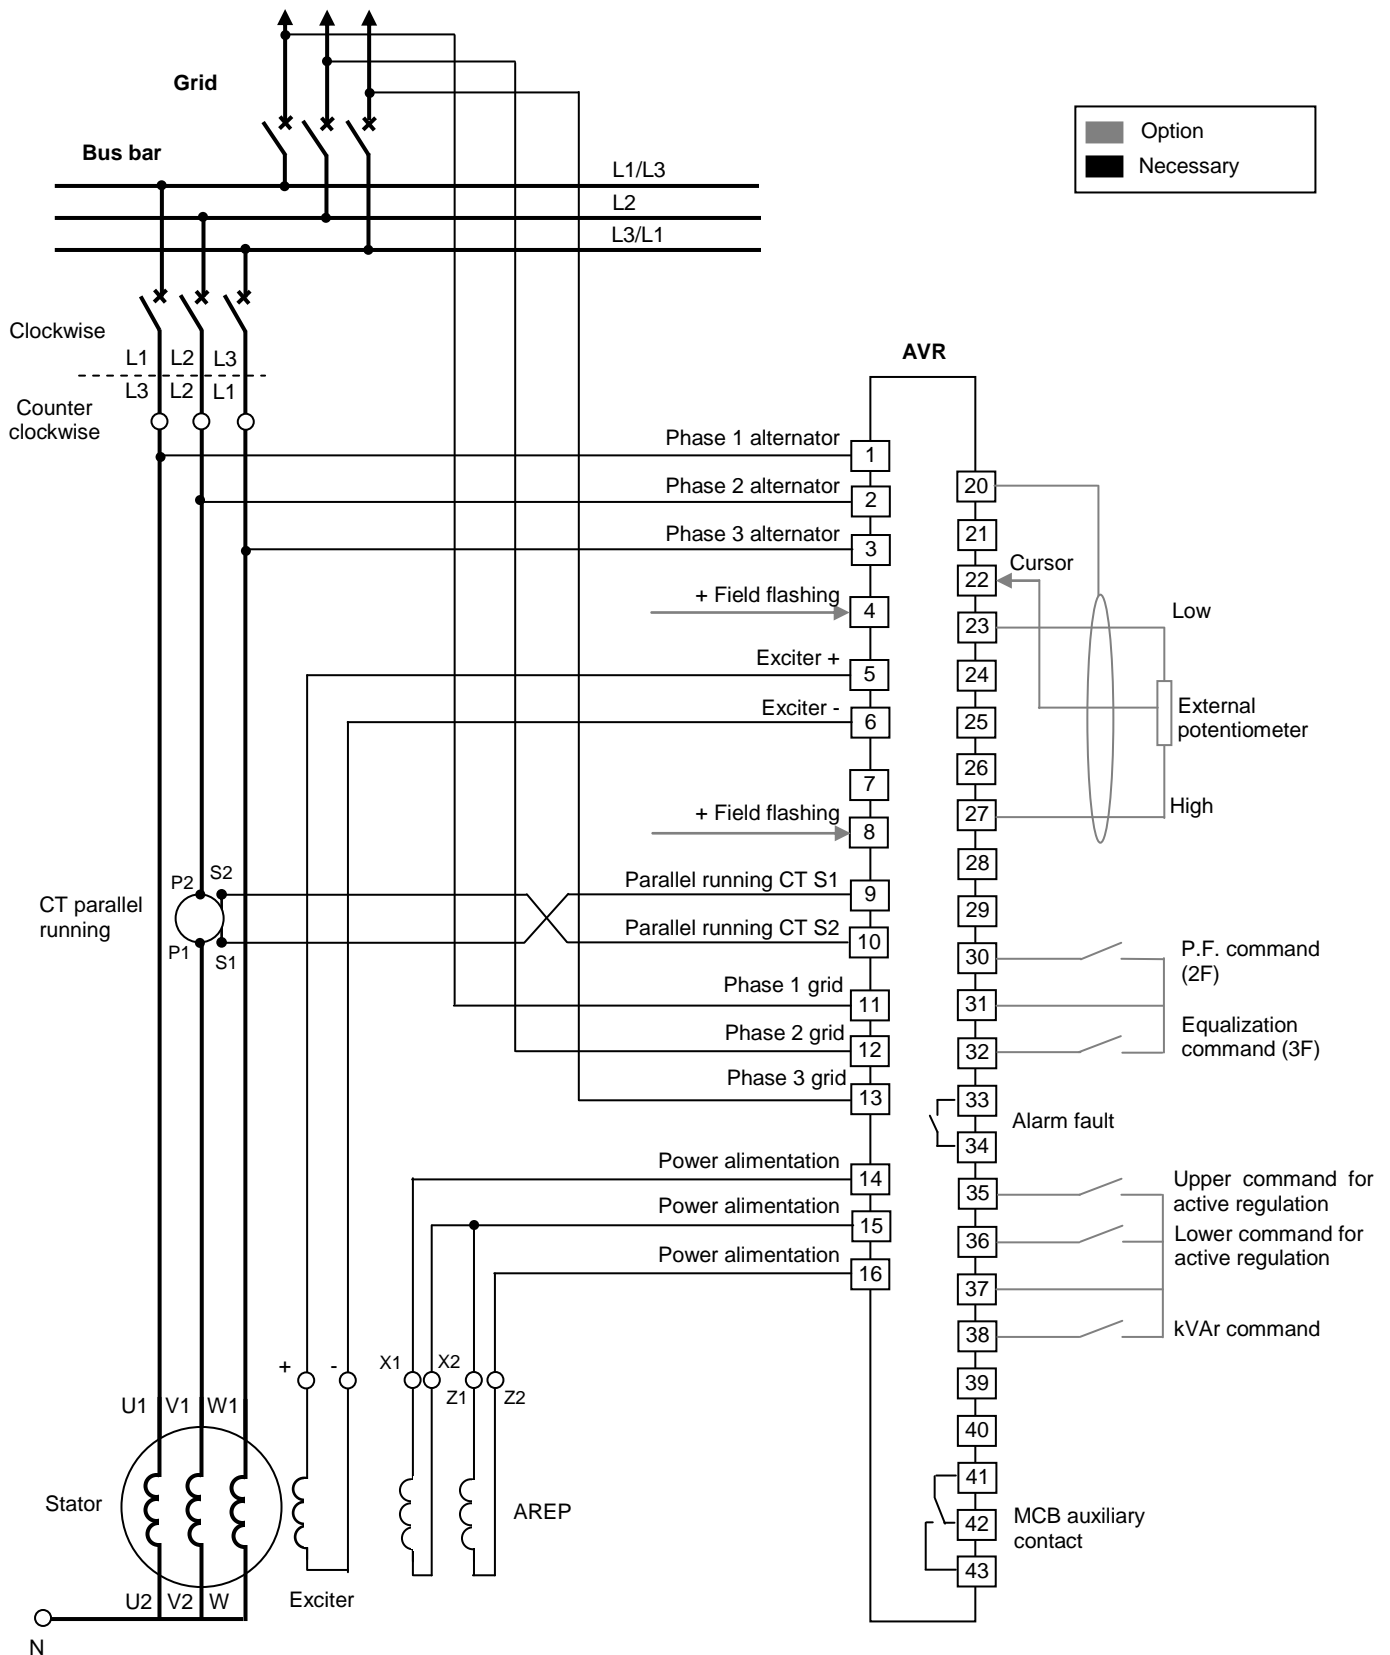 Grid
Bus bar
L1/L3
L2
L3/L1
Option
Necessary
Clockwise
L1 L2 L3
L3 L2 L1
Counter
clockwise
AVR
Phase 1 alternator
1
Phase 2 alternator
2
Phase 3 alternator
3
+ Field flashing
4
Exciter +
5
Exciter -
6
7
+ Field flashing
8
Parallel running CT S1
9
Parallel running CT S2
10
Phase 1 grid
11
Phase 2 grid
12
Phase 3 grid
13
Power alimentation
14
Power alimentation
15
Power alimentation
16
20
21
22
Cursor
23
Low
24
25
External
potentiometer
26
27
High
28
29
30
P.F. command
(2F)
31
32
Equalization
command (3F)
33
34
Alarm fault
35
Upper command for
active regulation
36
Lower command for
active regulation
37
38
kVAr command
39
40
41
42
43
MCB auxiliary
contact
CT parallel
running
P2 S2
P1 S1
+ -
X1 X2
Z1 Z2
U1 V1 W1
Stator
AREP
U2 V2 W
Exciter
N